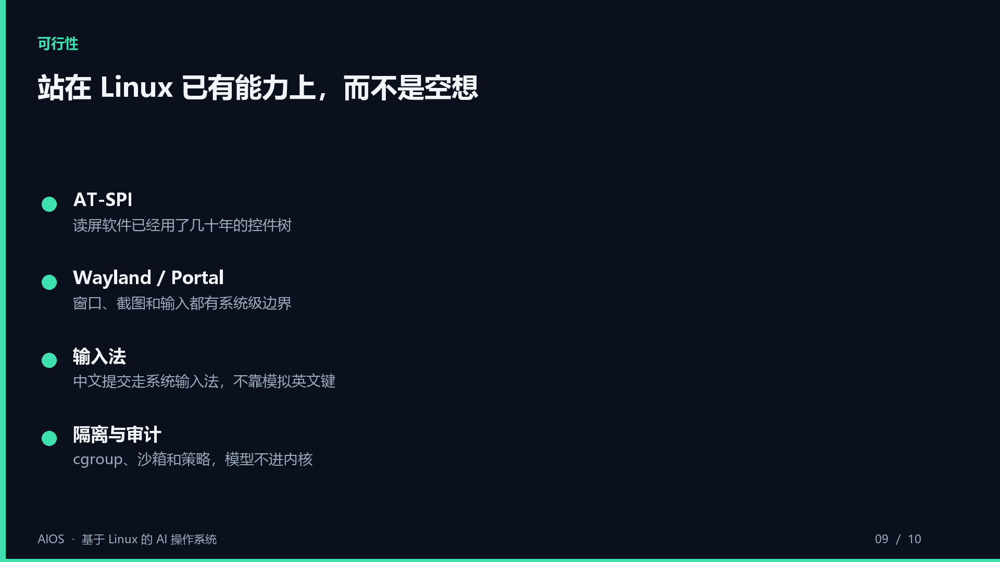 可行性
站在 Linux 已有能力上，而不是空想
AT-SPI
读屏软件已经用了几十年的控件树
Wayland / Portal
窗口、截图和输入都有系统级边界
输入法
中文提交走系统输入法，不靠模拟英文键
隔离与审计
cgroup、沙箱和策略，模型不进内核
AIOS · 基于 Linux 的 AI 操作系统
09 / 10